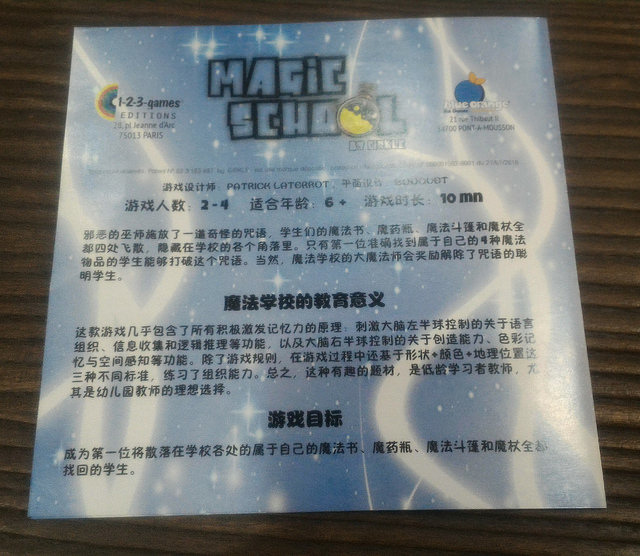 MAGIC
SCHOOL
BY FINKLE
1-2-3-games
EDITIONS
28, pl Jeanne d'Arc
75013 PARIS
blue orange
21 rue Thibaut II
54700 PONT-A-MOUSSON
游戏设计师：PATRICK LATERROT，平面设计：BOUQUET
游戏人数：2-4 适合年龄：6+ 游戏时长：10 mn
邪恶的巫师施放了一道奇怪的咒语，学生们的魔法书、魔药瓶、魔法斗篷和魔杖全
都四处飞散，隐藏在学校的各个角落里。只有第一位准确找到属于自己的4种魔法
物品的学生能够打破这个咒语。当然，魔法学校的大魔法师会奖励解除了咒语的聪
明学生。
魔法学校的教育意义
这款游戏几乎包含了所有积极激发记忆力的原理：刺激大脑左半球控制的关于语言
组织、信息收集和逻辑推理等功能，以及大脑右半球控制的关于创造能力、色彩记
忆与空间感知等功能。除了游戏规则，在游戏过程中还基于形状+颜色+地理位置这
三种不同标准，练习了组织能力。总之，这种有趣的题材，是低龄学习者教师，尤
其是幼儿园教师的理想选择。
游戏目标
成为第一位将散落在学校各处的属于自己的魔法书、魔药瓶、魔法斗篷和魔杖全部
找回的学生。